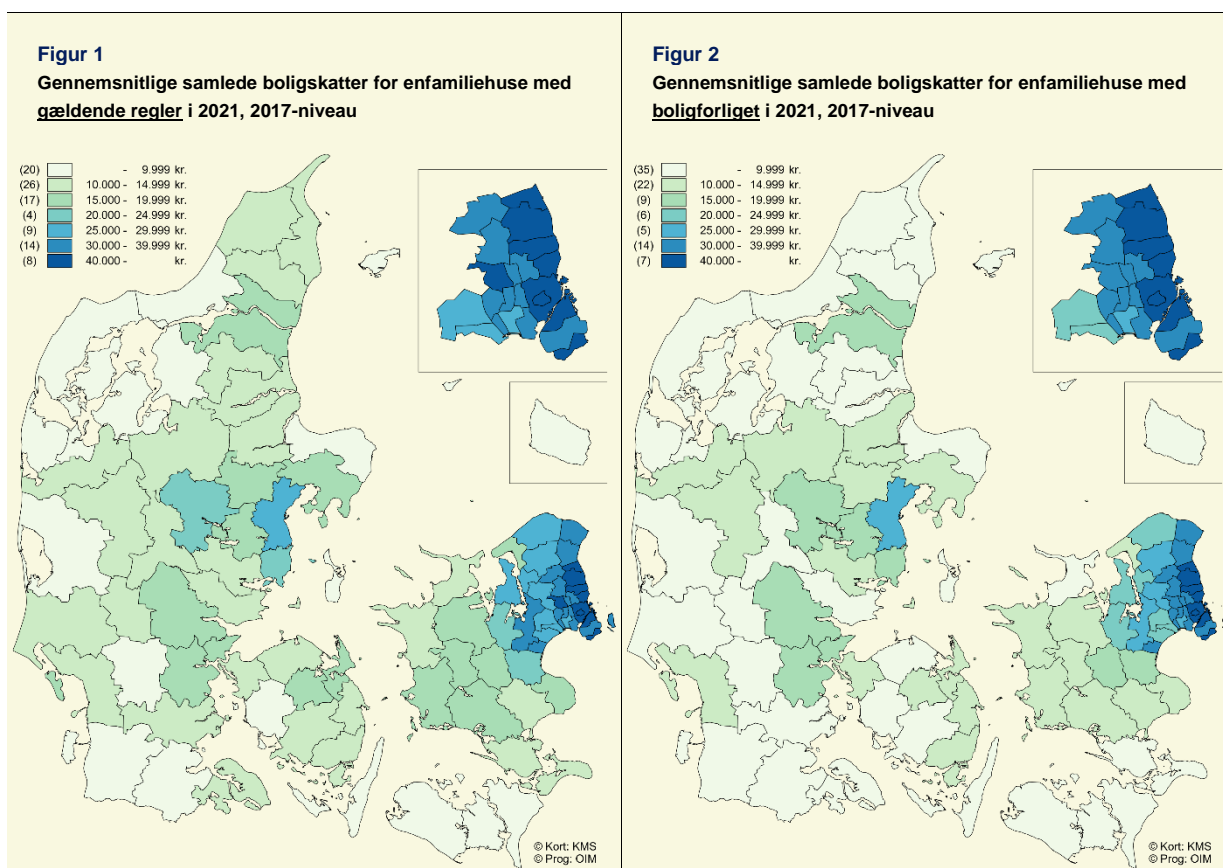 Figur 1
Gennemsnitlige samlede boligskatter for enfamiliehuse med
gældende regler i 2021, 2017-niveau
(20) - 9.999 kr.
(26) 10.000 - 14.999 kr.
(17) 15.000 - 19.999 kr.
(4) 20.000 - 24.999 kr.
(9) 25.000 - 29.999 kr.
(14) 30.000 - 39.999 kr.
(8) 40.000 - kr.
© Kort: KMS
© Prog: OIM
Figur 2
Gennemsnitlige samlede boligskatter for enfamiliehuse med
boligforliget i 2021, 2017-niveau
(35) - 9.999 kr.
(22) 10.000 - 14.999 kr.
(9) 15.000 - 19.999 kr.
(6) 20.000 - 24.999 kr.
(5) 25.000 - 29.999 kr.
(14) 30.000 - 39.999 kr.
(7) 40.000 - kr.
© Kort: KMS
© Prog: OIM